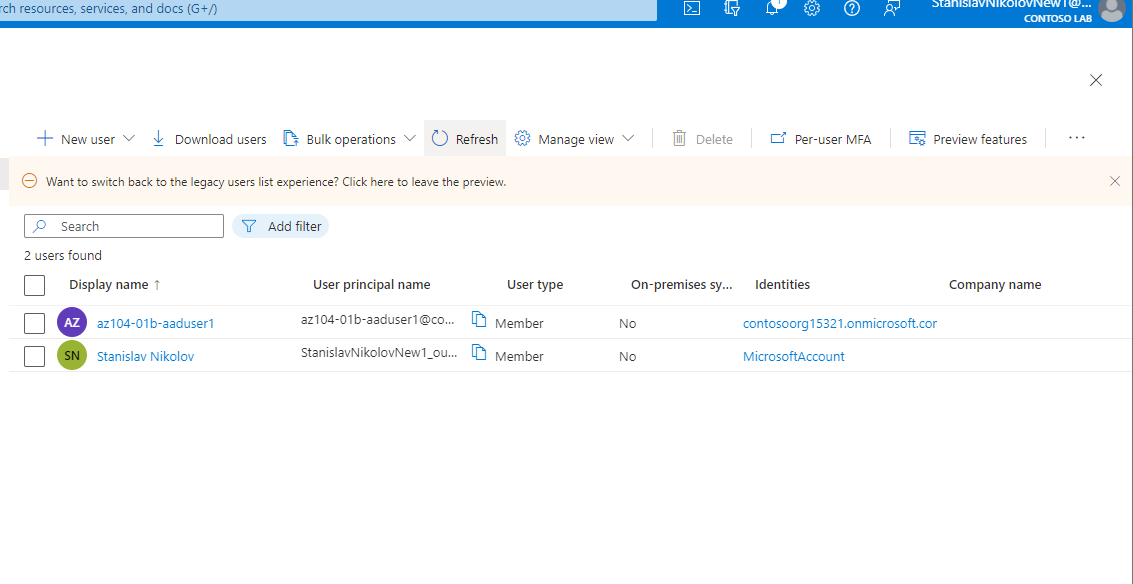 rch resources, services, and docs (G+/)
StanislavNikolovNew1@...
CONTOSO LAB
New user
Download users
Bulk operations
Refresh
Manage view
Delete
Per-user MFA
Preview features
...
Want to switch back to the legacy users list experience? Click here to leave the preview.
Search
Add filter
2 users found
Display name ↑ User principal name User type On-premises sy... Identities Company name
AZ az104-01b-aaduser1 az104-01b-aaduser1@co... Member No contosoorg15321.onmicrosoft.cor
SN Stanislav Nikolov StanislavNikolovNew1_ou... Member No MicrosoftAccount